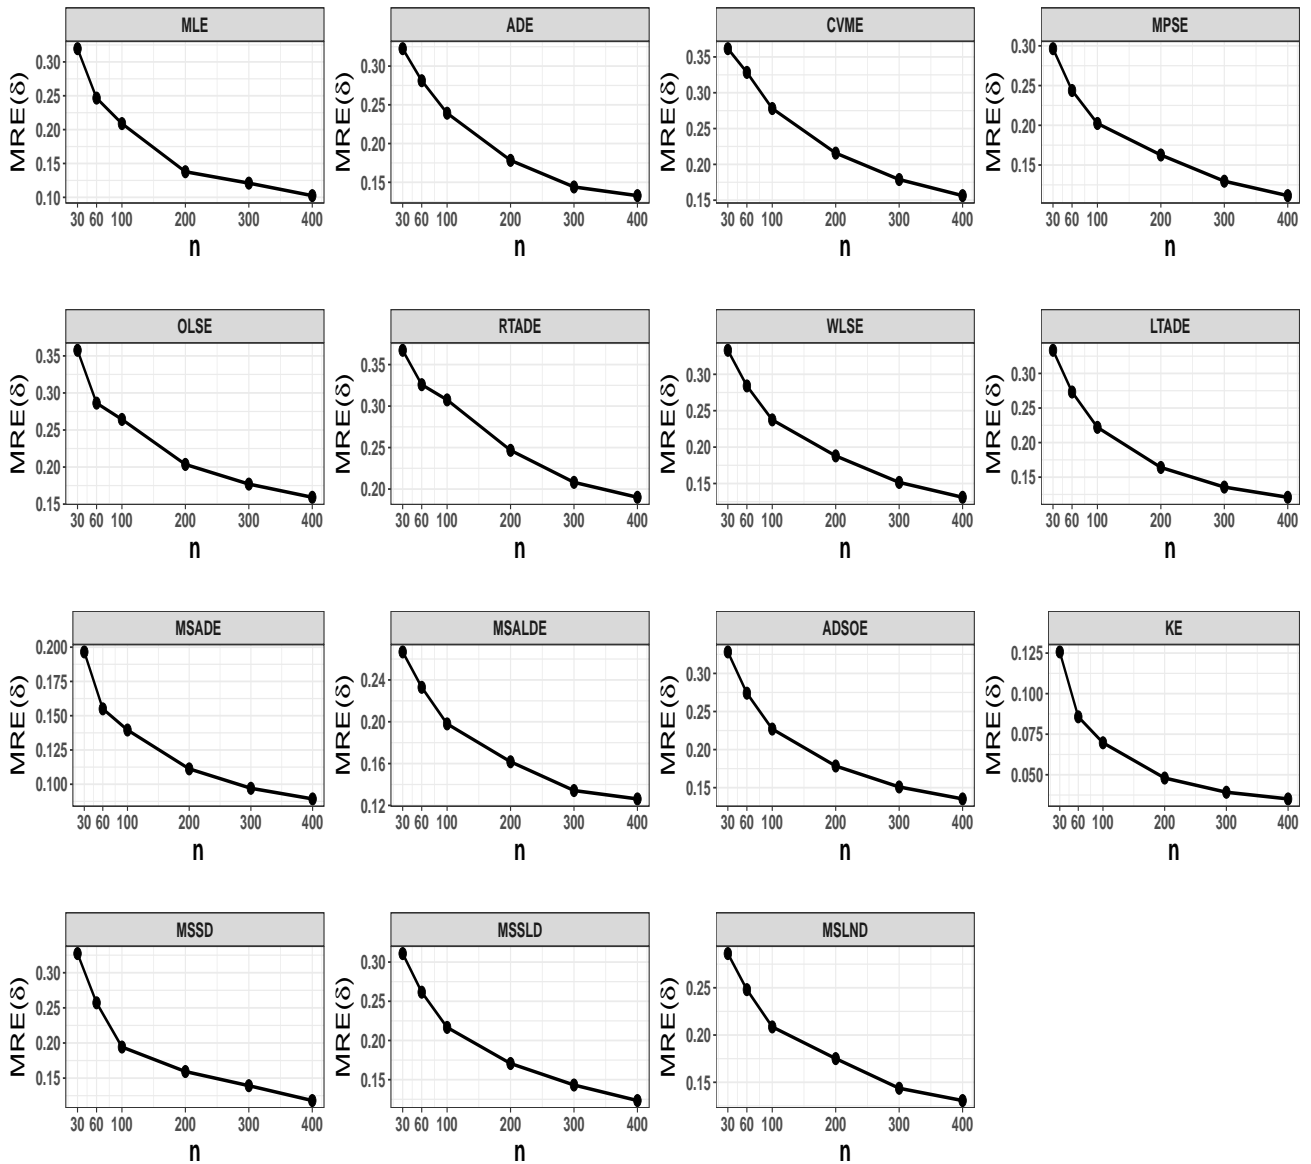 MLE ADE CVME MPSE
MRE(δ) 0.30 0.25 0.20 0.15 0.10
MRE(δ) 0.30 0.25 0.20 0.15
MRE(δ) 0.35 0.30 0.25 0.20 0.15
MRE(δ) 0.30 0.25 0.20 0.15
30 60 100 200 300 400 30 60 100 200 300 400 30 60 100 200 300 400 30 60 100 200 300 400
n n n n
OLSE RTADE WLSE LTADE
MRE(δ) 0.35 0.30 0.25 0.20 0.15
MRE(δ) 0.35 0.30 0.25 0.20
MRE(δ) 0.30 0.25 0.20 0.15
MRE(δ) 0.30 0.25 0.20 0.15
30 60 100 200 300 400 30 60 100 200 300 400 30 60 100 200 300 400 30 60 100 200 300 400
n n n n
MSADE MSALDE ADSOE KE
MRE(δ) 0.200 0.175 0.150 0.125 0.100
MRE(δ) 0.24 0.20 0.16 0.12
MRE(δ) 0.30 0.25 0.20 0.15
MRE(δ) 0.125 0.100 0.075 0.050
30 60 100 200 300 400 30 60 100 200 300 400 30 60 100 200 300 400 30 60 100 200 300 400
n n n n
MSSD MSSLD MSLND
MRE(δ) 0.30 0.25 0.20 0.15
MRE(δ) 0.30 0.25 0.20 0.15
MRE(δ) 0.25 0.20 0.15
30 60 100 200 300 400 30 60 100 200 300 400 30 60 100 200 300 400
n n n